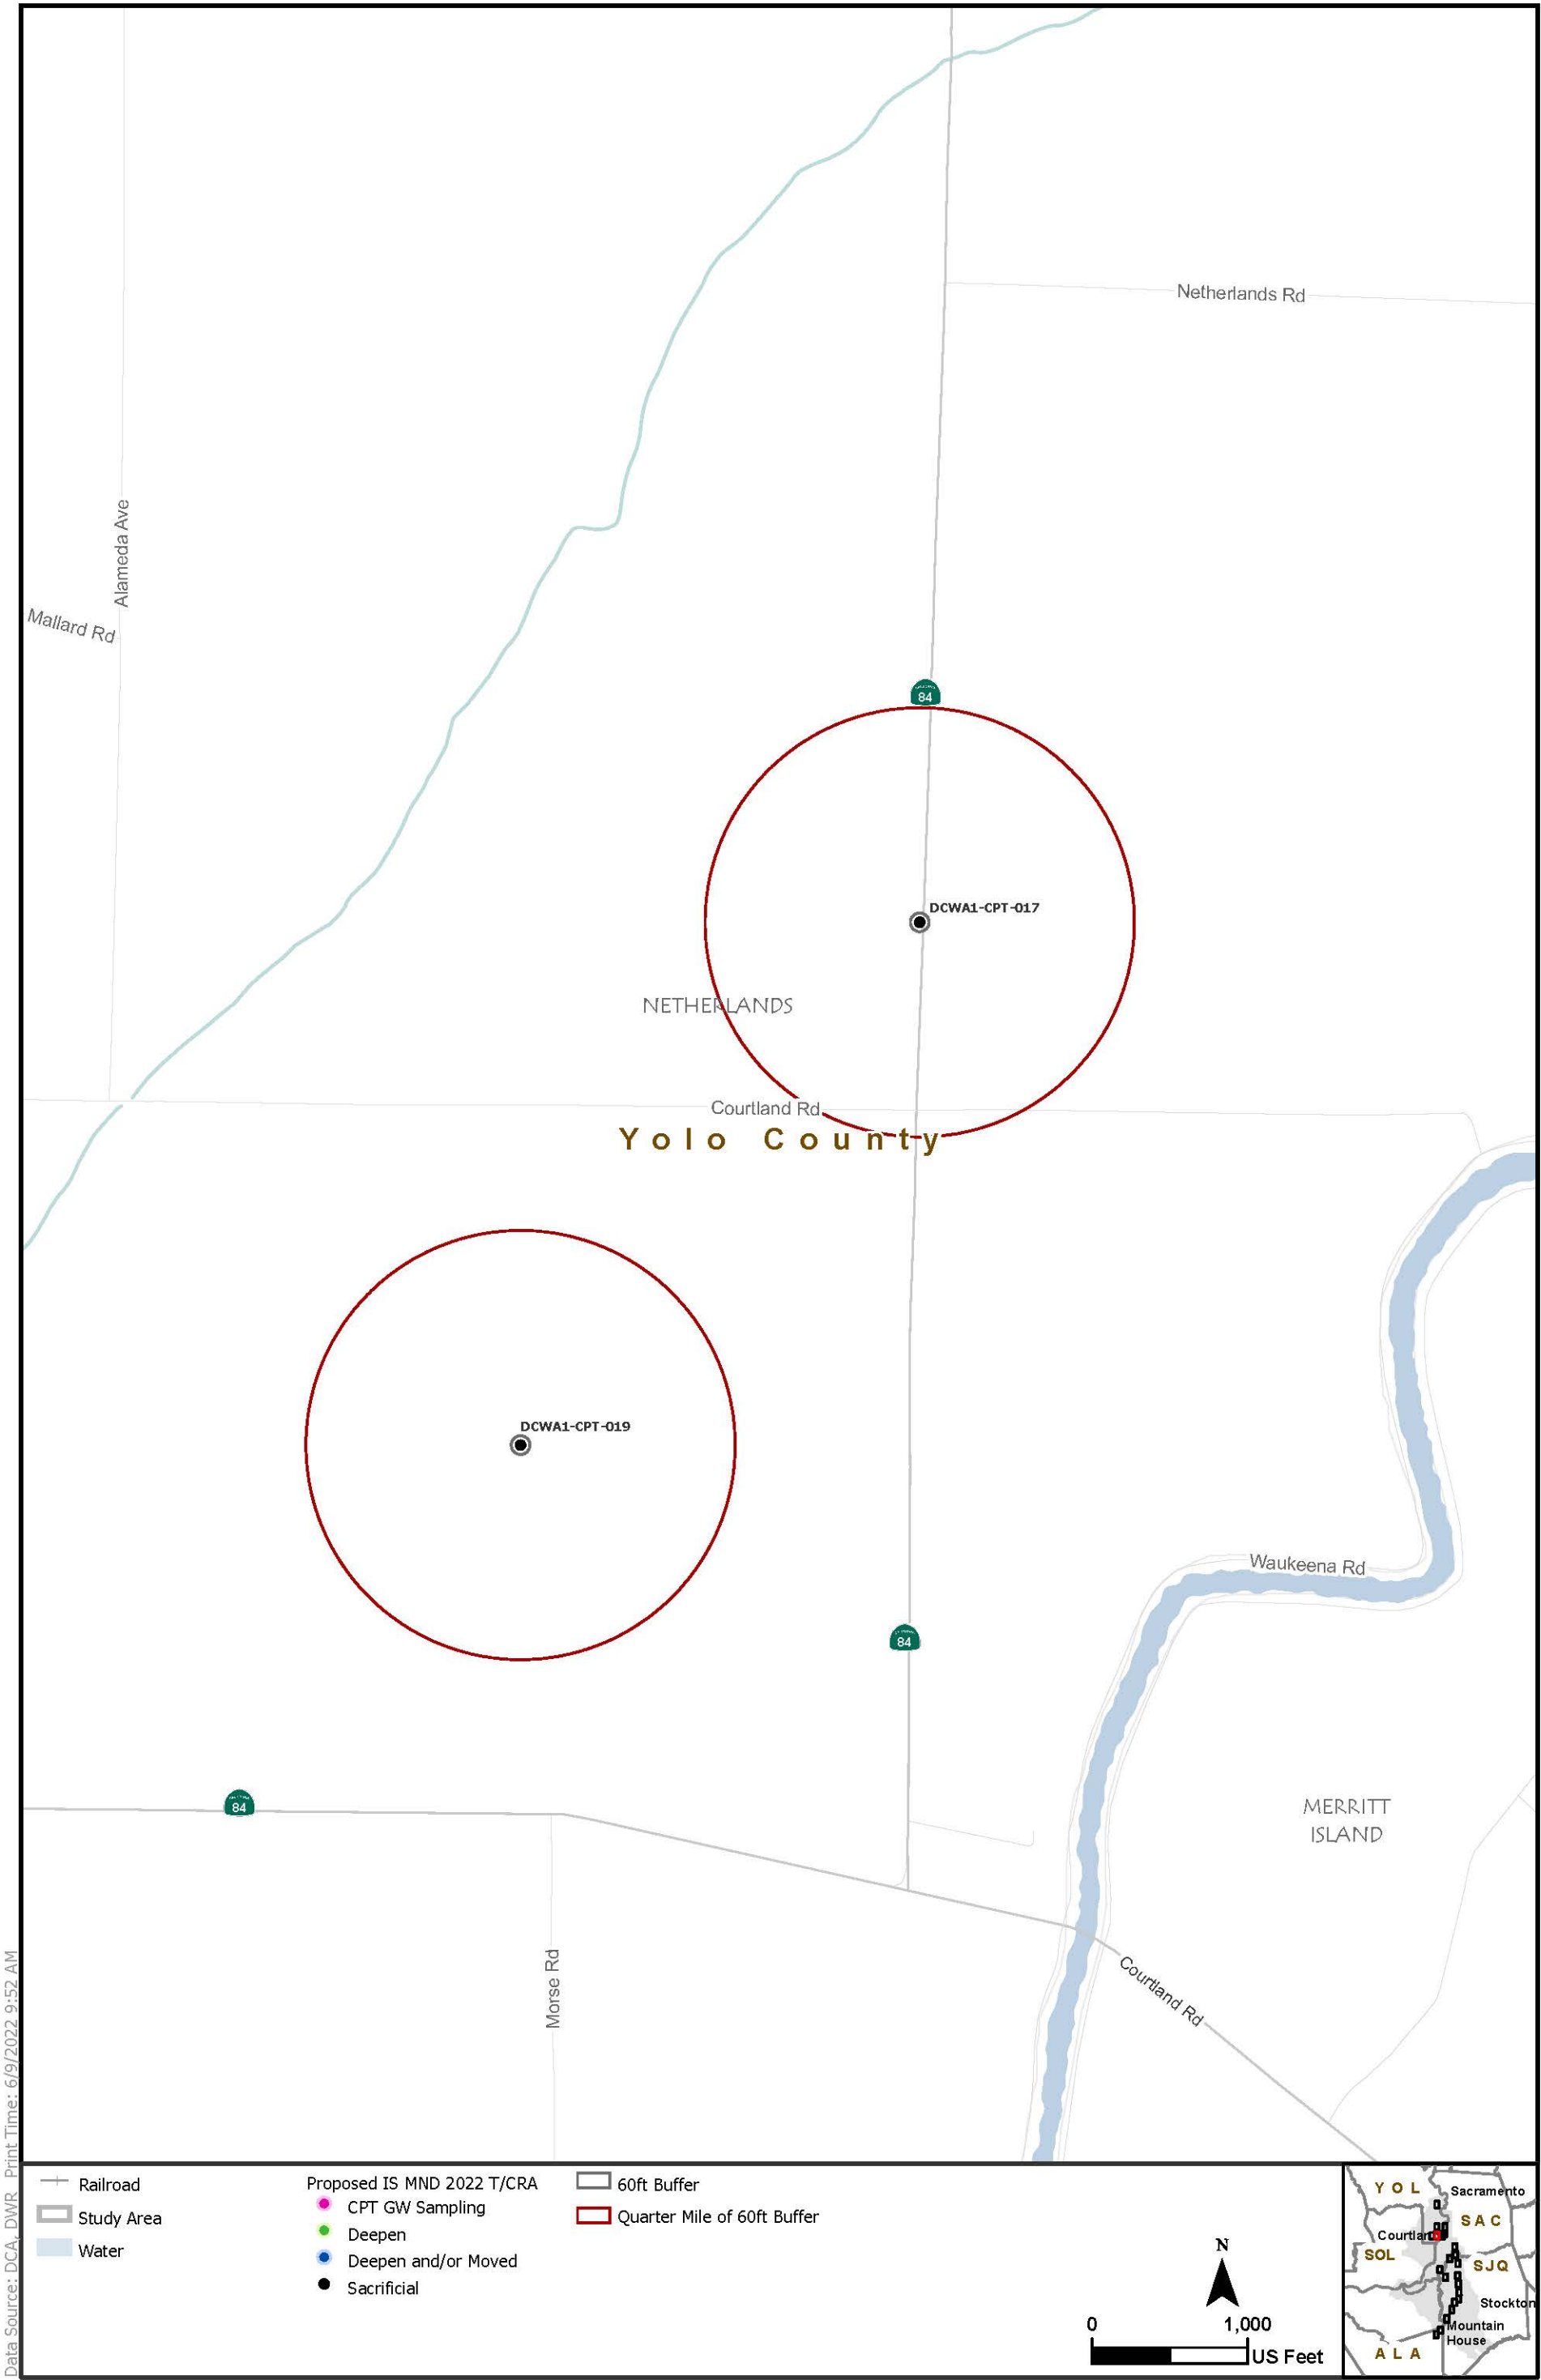 Netherlands Rd
Alameda Ave
Mallard Rd
84
DCWA1-CPT-017
NETHERLANDS
Courtland Rd
Yolo County
DCWA1-CPT-019
Waukeena Rd
84
84
MERRITT
ISLAND
Morse Rd
Courtland Rd
Data Source: DCA, DWR Print Time: 6/9/2022 9:52 AM
Railroad
Study Area
Water
Proposed IS MND 2022 T/CRA
CPT GW Sampling
Deepen
Deepen and/or Moved
Sacrificial
60ft Buffer
Quarter Mile of 60ft Buffer
N
0 1,000
US Feet
YOL
Sacramento
SAC
Courtlan
SOL
SJQ
Stockton
Mountain
House
ALA